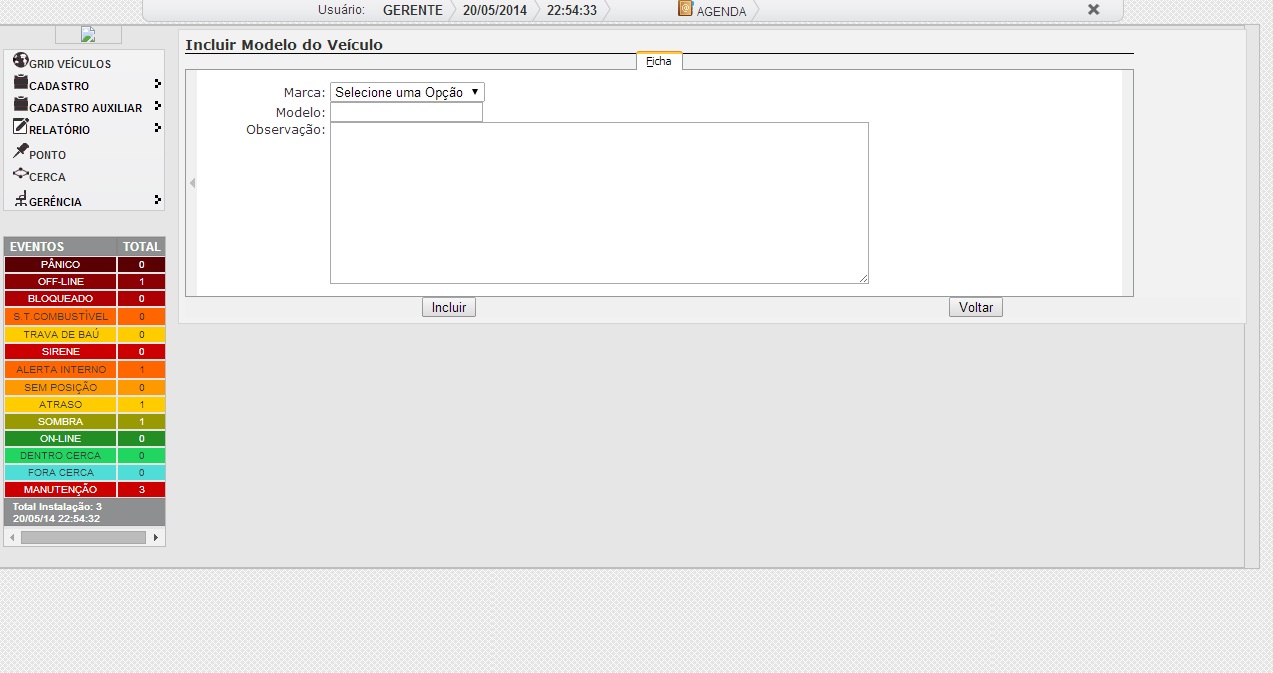 Usuário: GERENTE 20/05/2014 22:54:33 AGENDA
Incluir Modelo do Veículo
Ficha
GRID VEÍCULOS
CADASTRO
CADASTRO AUXILIAR
RELATÓRIO
PONTO
CERCA
GERÊNCIA
Marca: Selecione uma Opção
Modelo:
Observação:
Incluir Voltar
EVENTOS TOTAL
PÂNICO 0
OFF-LINE 1
BLOQUEADO 0
S.T.COMBUSTÍVEL 0
TRAVA DE BAÚ 0
SIRENE 0
ALERTA INTERNO 1
SEM POSIÇÃO 0
ATRASO 1
SOMBRA 1
ON-LINE 0
DENTRO CERCA 0
FORA CERCA 0
MANUTENÇÃO 3
Total Instalação: 3
20/05/14 22:54:32